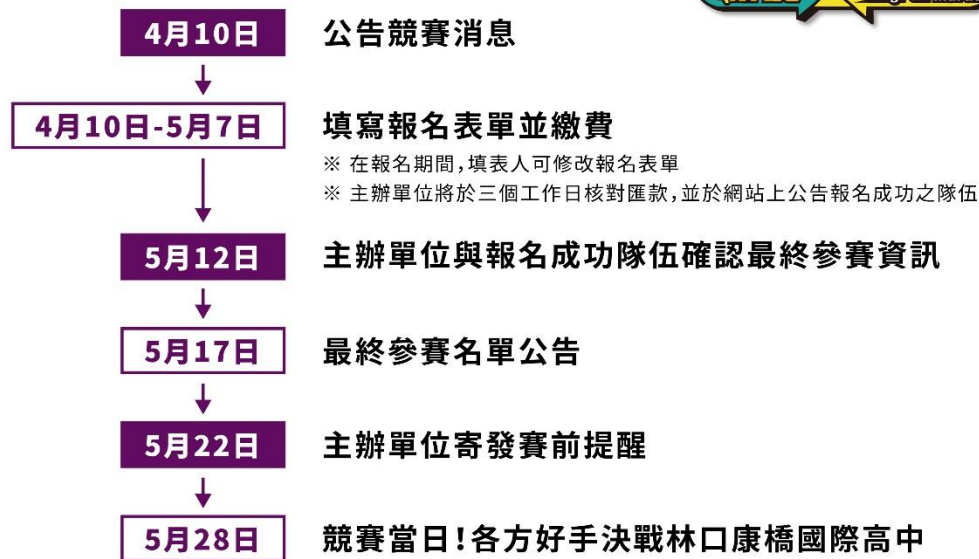 4月10日 公告競賽消息
4月10日-5月7日 填寫報名表單並繳費
※ 在報名期間,填表人可修改報名表單
※ 主辦單位將於三個工作日核對匯款,並於網站上公告報名成功之隊伍
5月12日 主辦單位與報名成功隊伍確認最終參賽資訊
5月17日 最終參賽名單公告
5月22日 主辦單位寄發賽前提醒
5月28日 競賽當日!各方好手決戰林口康橋國際高中